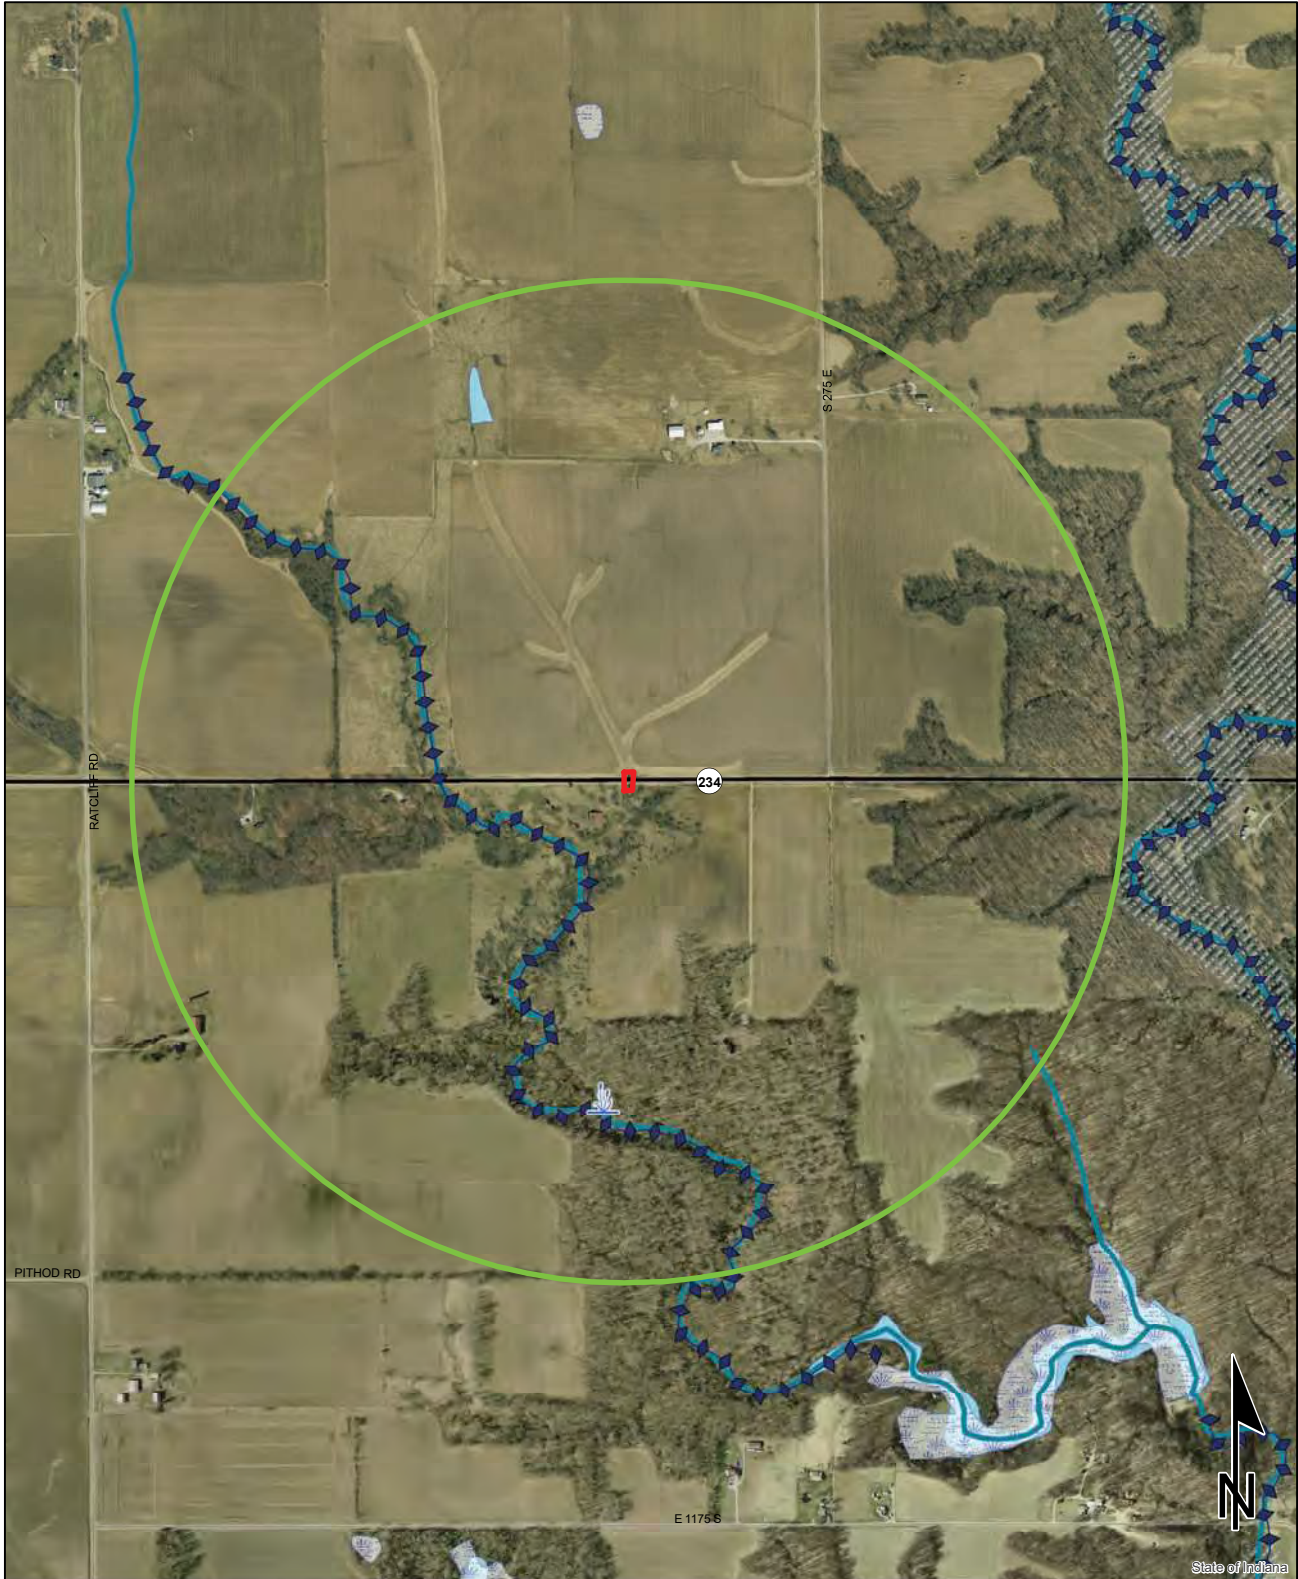 S 275 E
RATCLIFF RD
234
PITHOD RD
E 1175 S
N
State of Indiana